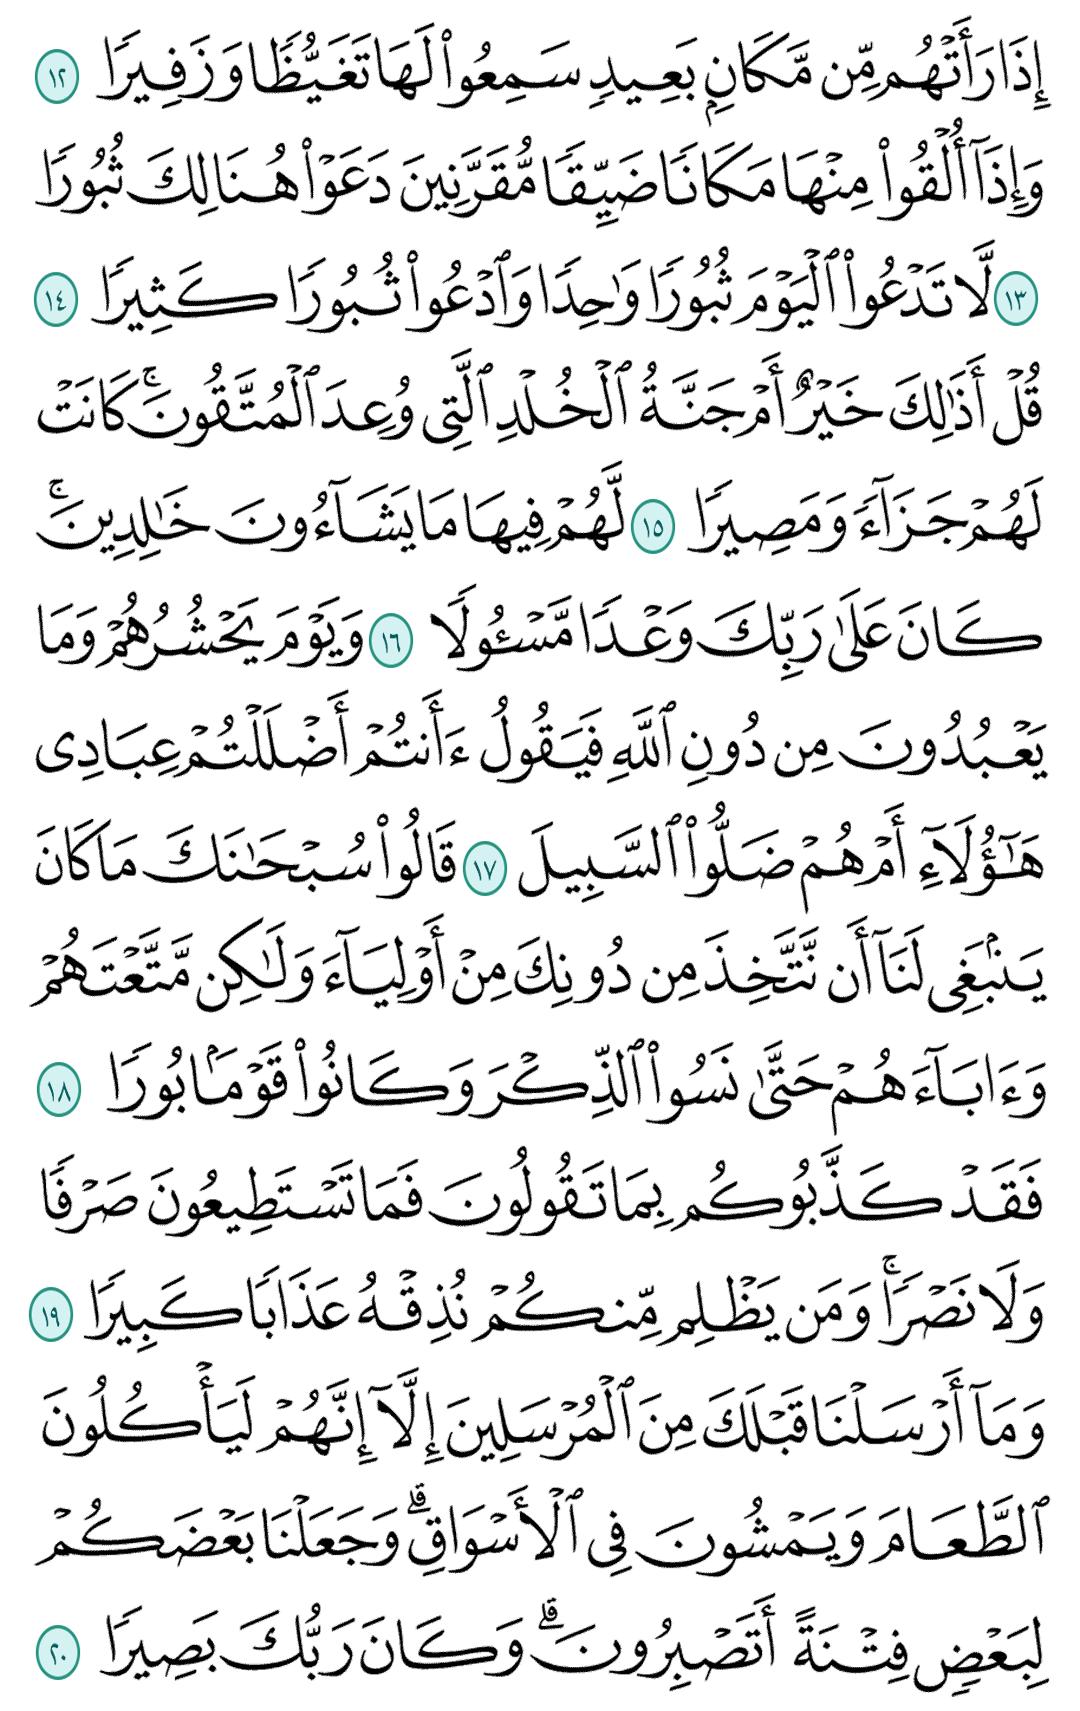 إِذَا رَأَتْهُم مِّن مَّكَانِۭ بَعِيدٖ سَمِعُواْ لَهَا تَغَيُّظٗا وَزَفِيرٗا ١٢
وَإِذَآ أُلۡقُواْ مِنۡهَا مَكَانٗا ضَيِّقٗا مُّقَرَّنِينَ دَعَوۡاْ هُنَالِكَ ثُبُورٗا
١٣ لَّا تَدۡعُواْ ٱلۡيَوۡمَ ثُبُورٗا وَٰحِدٗا وَٱدۡعُواْ ثُبُورٗا كَثِيرٗا ١٤
قُلۡ أَذَٰلِكَ خَيۡرٌ أَمۡ جَنَّةُ ٱلۡخُلۡدِ ٱلَّتِي وُعِدَ ٱلۡمُتَّقُونَۚ كَانَتۡ
لَهُمۡ جَزَآءٗ وَمَصِيرٗا ١٥ لَّهُمۡ فِيهَا مَا يَشَآءُونَ خَٰلِدِينَۚ
كَانَ عَلَىٰ رَبِّكَ وَعۡدٗا مَّسۡـُٔولٗا ١٦ وَيَوۡمَ يَحۡشُرُهُمۡ وَمَا
يَعۡبُدُونَ مِن دُونِ ٱللَّهِ فَيَقُولُ ءَأَنتُمۡ أَضۡلَلۡتُمۡ عِبَادِي
هَٰٓؤُلَآءِ أَمۡ هُمۡ ضَلُّواْ ٱلسَّبِيلَ ١٧ قَالُواْ سُبۡحَٰنَكَ مَا كَانَ
يَنۢبَغِي لَنَآ أَن نَّتَّخِذَ مِن دُونِكَ مِنۡ أَوۡلِيَآءَ وَلَٰكِن مَّتَّعۡتَهُمۡ
وَءَابَآءَهُمۡ حَتَّىٰ نَسُواْ ٱلذِّكۡرَ وَكَانُواْ قَوۡمَۢا بُورٗا ١٨
فَقَدۡ كَذَّبُوكُم بِمَا تَقُولُونَ فَمَا تَسۡتَطِيعُونَ صَرۡفٗا
وَلَا نَصۡرٗاۚ وَمَن يَظۡلِم مِّنكُمۡ نُذِقۡهُ عَذَابٗا كَبِيرٗا ١٩
وَمَآ أَرۡسَلۡنَا قَبۡلَكَ مِنَ ٱلۡمُرۡسَلِينَ إِلَّآ إِنَّهُمۡ لَيَأۡكُلُونَ
ٱلطَّعَامَ وَيَمۡشُونَ فِي ٱلۡأَسۡوَاقِۗ وَجَعَلۡنَا بَعۡضَكُمۡ
لِبَعۡضٖ فِتۡنَةً أَتَصۡبِرُونَۗ وَكَانَ رَبُّكَ بَصِيرٗا ٢٠